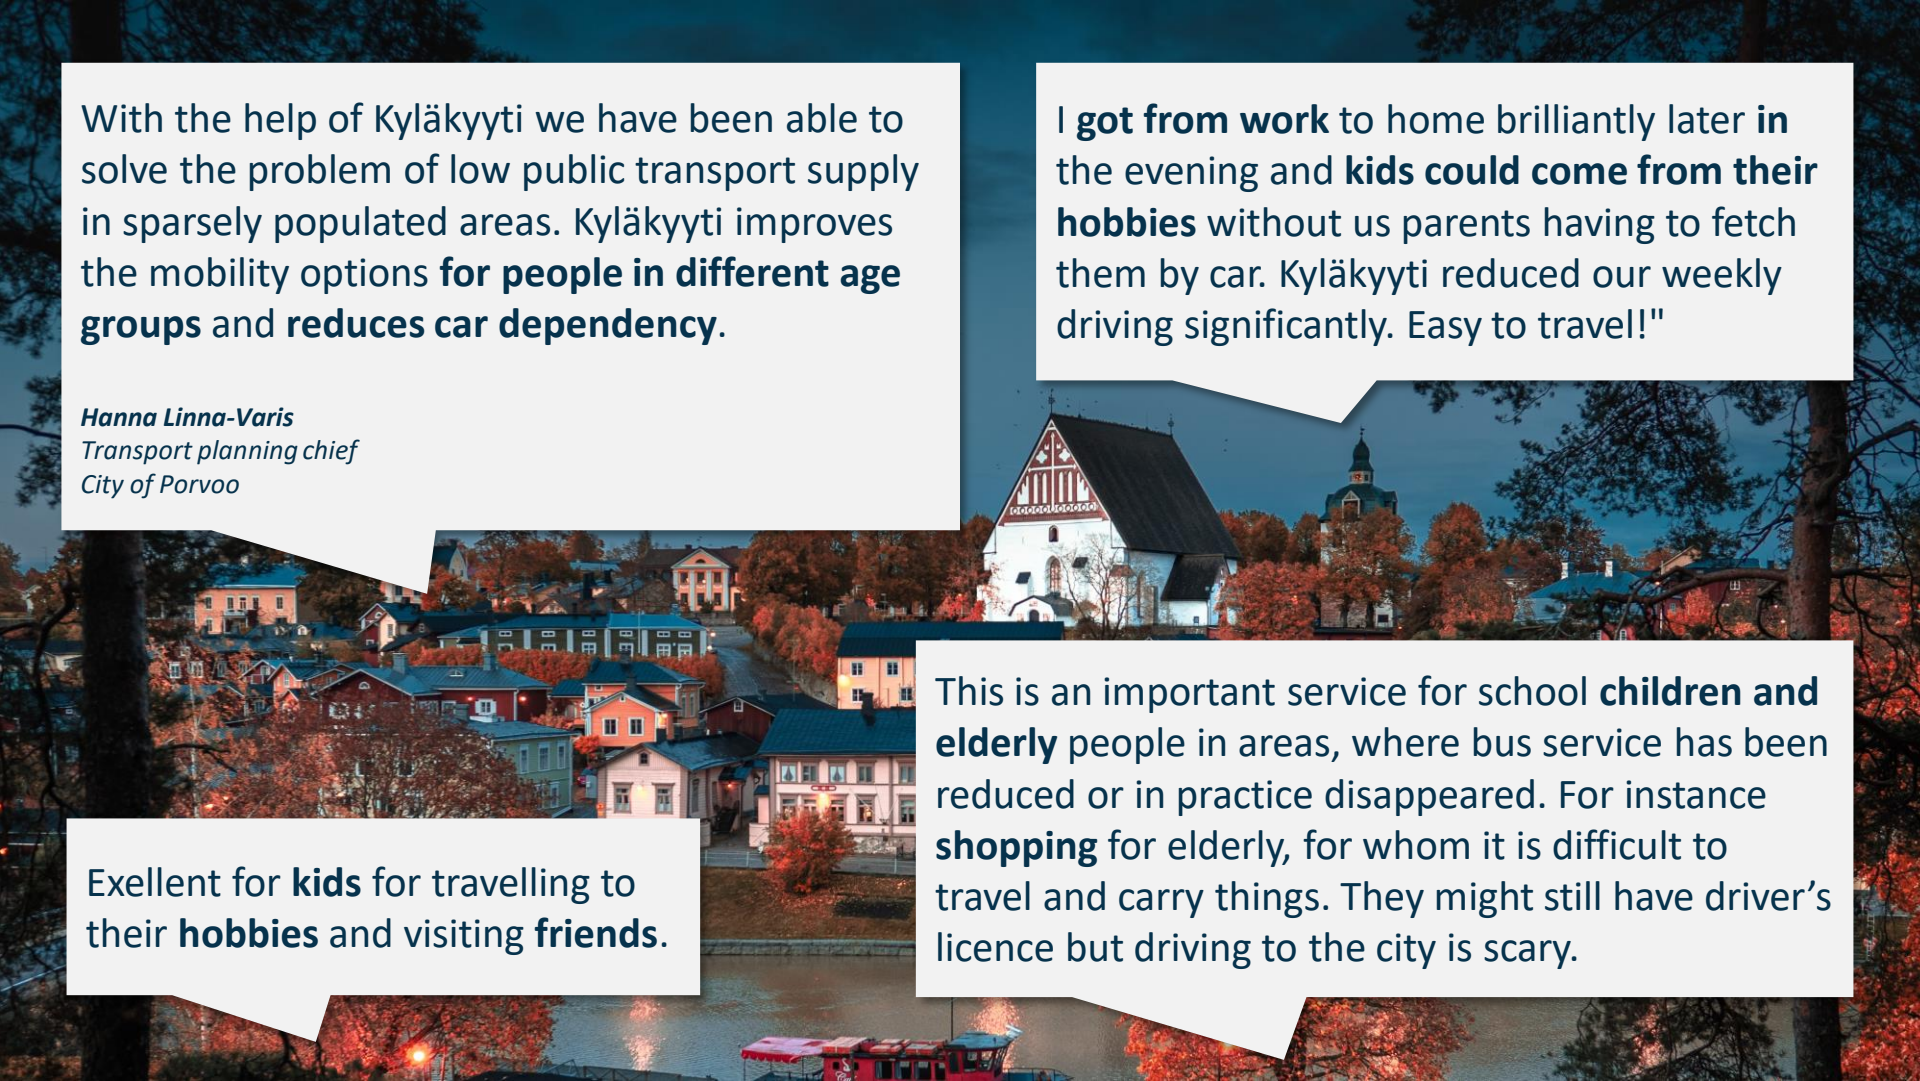 With the help of Kyläkyyti we have been able to
solve the problem of low public transport supply
in sparsely populated areas. Kyläkyyti improves
the mobility options for people in different age
groups and reduces car dependency.
Hanna Linna-Varis
Transport planning chief
City of Porvoo
I got from work to home brilliantly later in
the evening and kids could come from their
hobbies without us parents having to fetch
them by car. Kyläkyyti reduced our weekly
driving significantly. Easy to travel!"
Exellent for kids for travelling to
their hobbies and visiting friends.
This is an important service for school children and
elderly people in areas, where bus service has been
reduced or in practice disappeared. For instance
shopping for elderly, for whom it is difficult to
travel and carry things. They might still have driver’s
licence but driving to the city is scary.